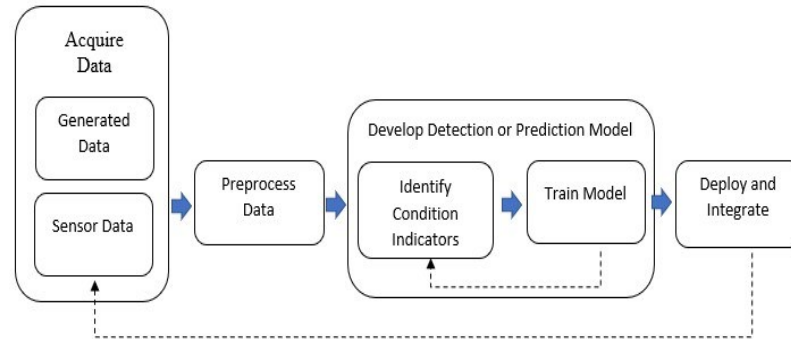 Acquire
Data
Generated
Data
Sensor Data
Preprocess
Data
Develop Detection or Prediction Model
Identify
Condition
Indicators
Train Model
Deploy and
Integrate